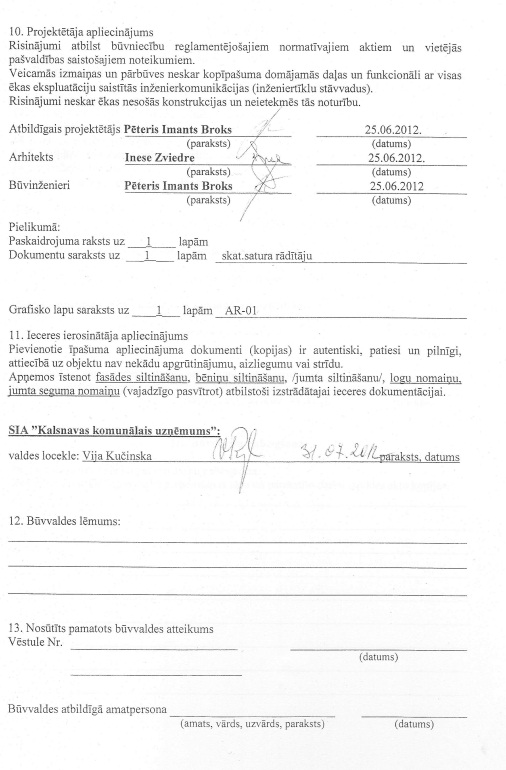 10. Projektētāja apliecinājums
Risinājumi atbilst būvniecību reglamentējošajiem normatīvajiem aktiem un vietējās
pašvaldības saistošajiem noteikumiem.
Veicamās izmaiņas un pārbūves neskar kopīpašuma domājamās daļas un funkcionāli ar visas
ēkas ekspluatāciju saistītās inženierkomunikācijas (inženiertīklu stāvvadus).
Risinājumi neskar ēkas nesošās konstrukcijas un neietekmēs tās noturību.
Atbildīgais projektētājs Pēteris Imants Broks 25.06.2012.
(paraksts) (datums)
Arhitekts Inese Zviedre 25.06.2012.
(paraksts) (datums)
Būvinženieri Pēteris Imants Broks 25.06.2012
(paraksts) (datums)
Pielikumā:
Paskaidrojuma raksts uz 1 lapām
Dokumentu saraksts uz 1 lapām skat.satura rādītāju
Grafisko lapu saraksts uz 1 lapām AR-01
11. Ieceres ierosinātāja apliecinājums
Pievienotie īpašuma apliecinājuma dokumenti (kopijas) ir autentiski, patiesi un pilnīgi,
attiecībā uz objektu nav nekādu apgrūtinājumu, aizliegumu vai strīdu.
Apņemos īstenot fasādes siltināšanu, bēniņu siltināšanu, /jumta siltināšanu/, logu nomaiņu,
jumta seguma nomaiņu (vajadzīgo pasvītrot) atbilstoši izstrādātajai ieceres dokumentācijai.
SIA ”Kalsnavas komunālais uzņēmums”:
valdes locekle: Vija Kučinska 31.07.2012 paraksts, datums
12. Būvvaldes lēmums:
13. Nosūtīts pamatots būvvaldes atteikums
Vēstule Nr.
(datums)
Būvvaldes atbildīgā amatpersona
(amats, vārds, uzvārds, paraksts) (datums)